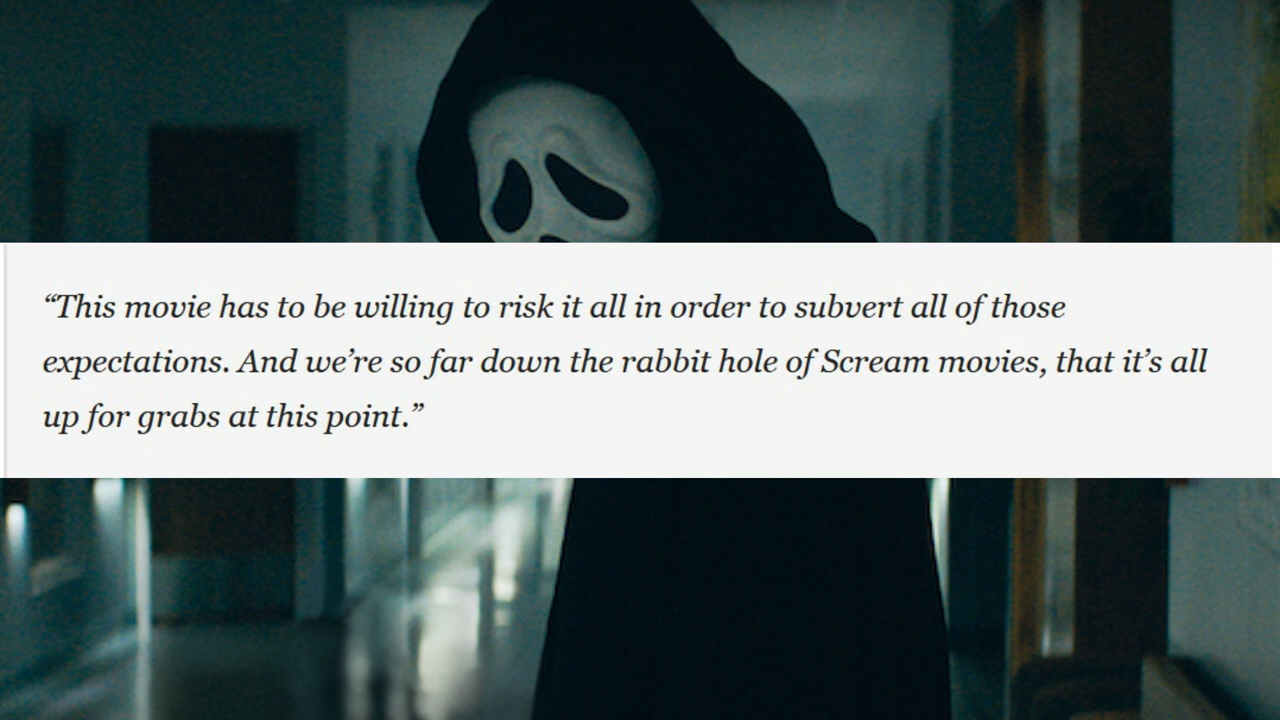 “This movie has to be willing to risk it all in order to subvert all of those
expectations. And we’re so far down the rabbit hole of Scream movies, that it’s all
up for grabs at this point.”